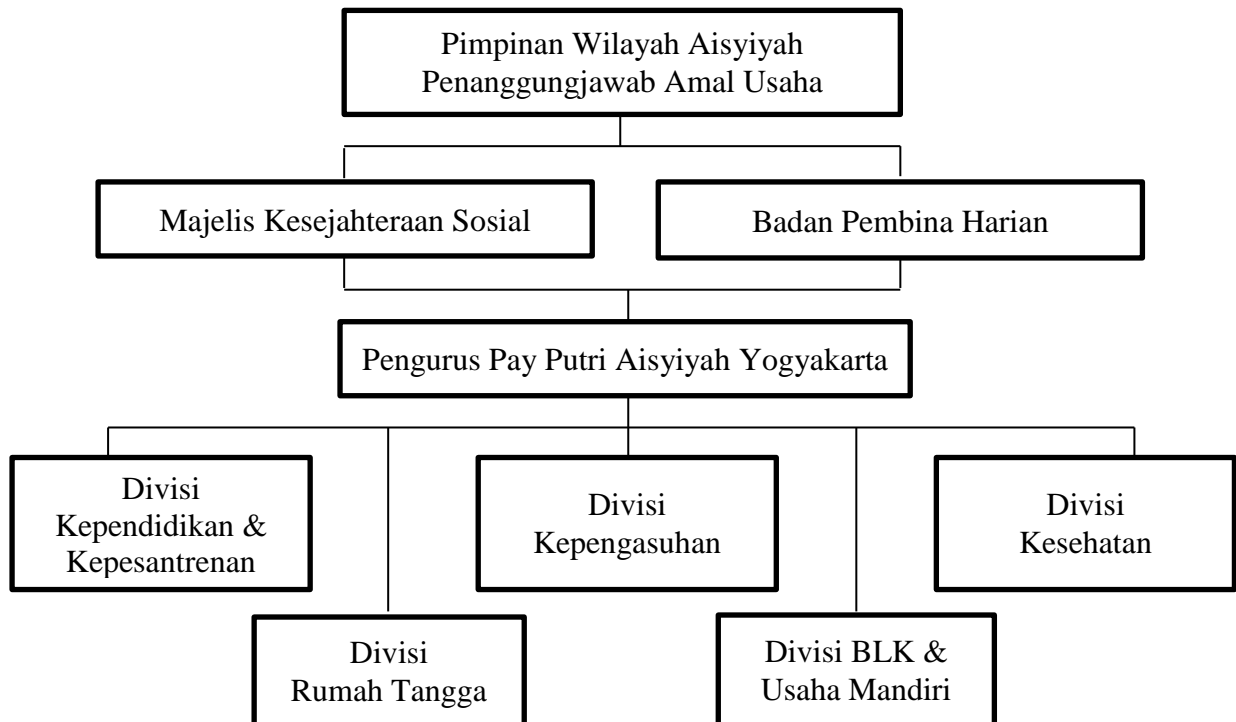 Pimpinan Wilayah Aisyiyah
Penanggungjawab Amal Usaha
Majelis Kesejahteraan Sosial
Badan Pembina Harian
Pengurus Pay Putri Aisyiyah Yogyakarta
Divisi
Kependidikan &
Kepesantrenan
Divisi
Kepengasuhan
Divisi
Kesehatan
Divisi
Rumah Tangga
Divisi BLK &
Usaha Mandiri